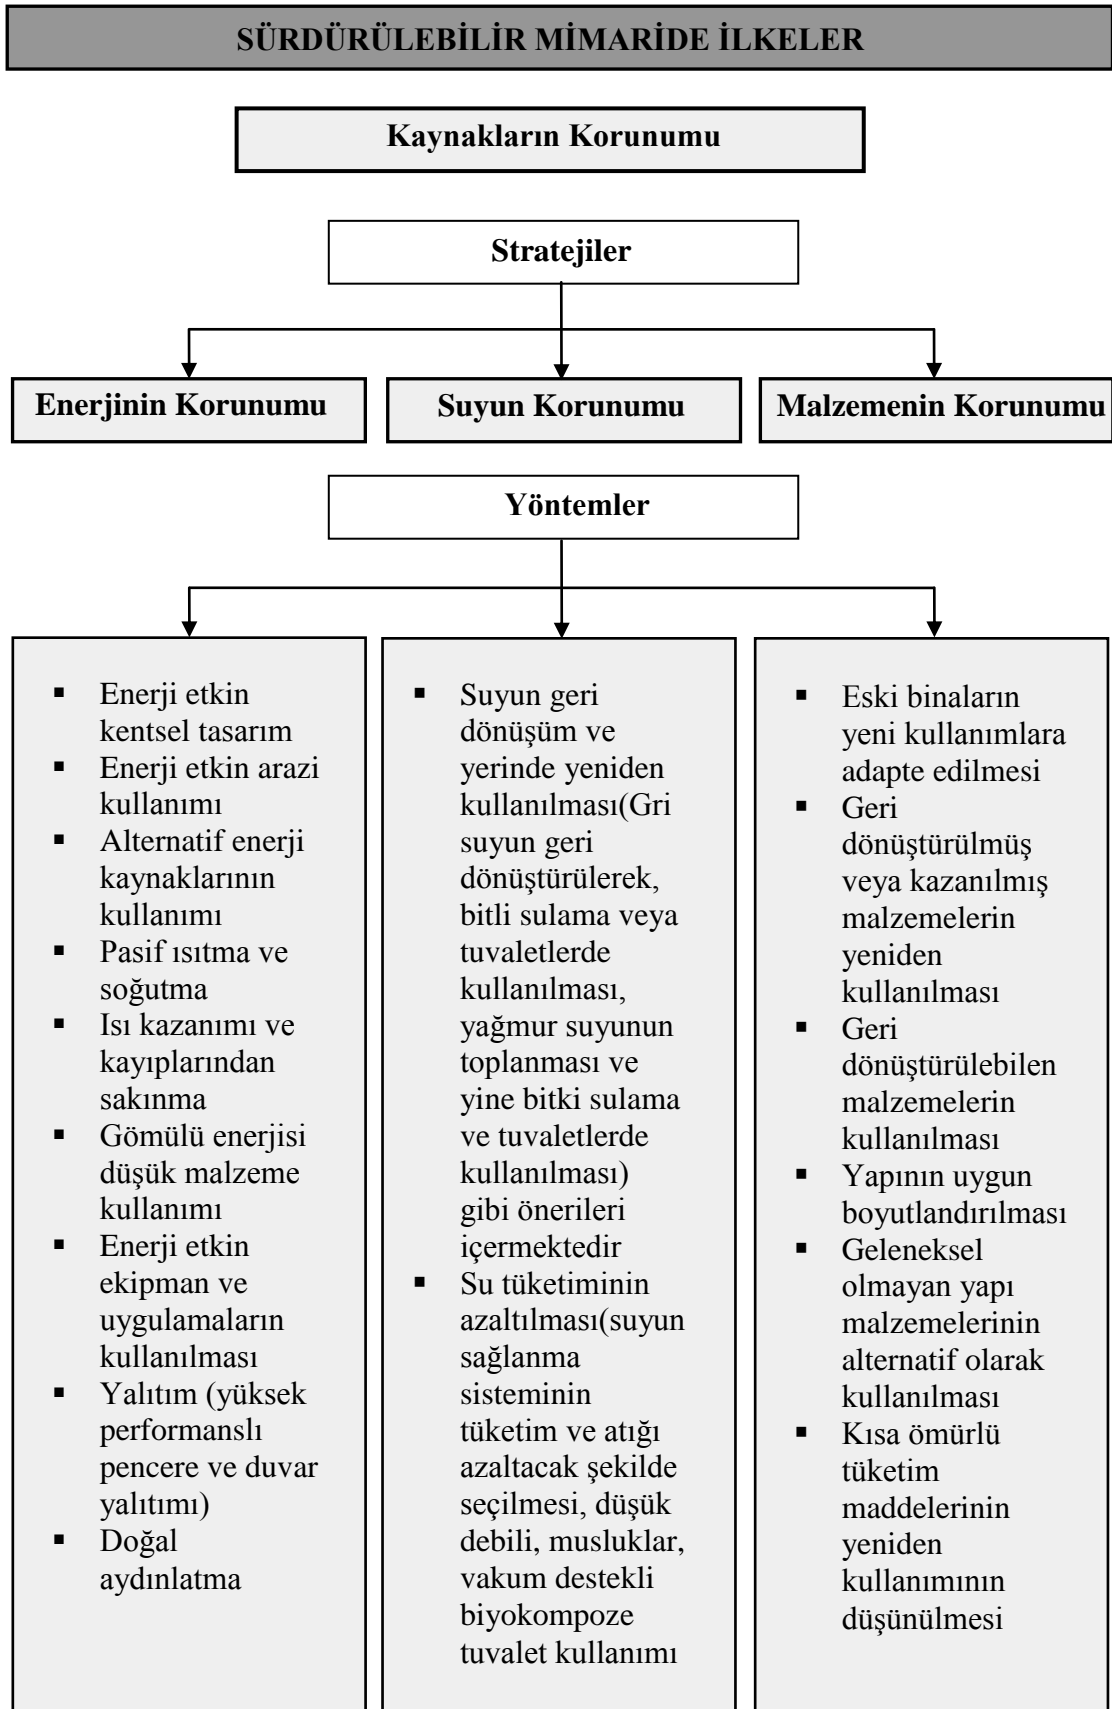 SÜRDÜRÜLEBİLİR MİMARİDE İLKELER
Kaynakların Korunumu
Stratejiler
Enerjinin Korunumu
Suyun Korunumu
Malzemenin Korunumu
Yöntemler
▪ Enerji etkin
kentsel tasarım
▪ Enerji etkin arazi
kullanımı
▪ Alternatif enerji
kaynaklarının
kullanımı
▪ Pasif ısıtma ve
soğutma
▪ Isı kazanımı ve
kayıplarından
sakınma
▪ Gömülü enerjisi
düşük malzeme
kullanımı
▪ Enerji etkin
ekipman ve
uygulamaların
kullanılması
▪ Yalıtım (yüksek
performanslı
pencere ve duvar
yalıtımı)
▪ Doğal
aydınlatma
▪ Suyun geri
dönüşüm ve
yerinde yeniden
kullanılması(Gri
suyun geri
dönüştürülerek,
bitli sulama veya
tuvaletlerde
kullanılması,
yağmur suyunun
toplanması ve
yine bitki sulama
ve tuvaletlerde
kullanılması)
gibi önerileri
içermektedir
▪ Su tüketiminin
azaltılması(suyun
sağlanma
sisteminin
tüketim ve atığı
azaltacak şekilde
seçilmesi, düşük
debili, musluklar,
vakum destekli
biyokompoze
tuvalet kullanımı
▪ Eski binaların
yeni kullanımlara
adapte edilmesi
▪ Geri
dönüştürülmüş
veya kazanılmış
malzemelerin
yeniden
kullanılması
▪ Geri
dönüştürülebilen
malzemelerin
kullanılması
▪ Yapının uygun
boyutlandırılması
▪ Geleneksel
olmayan yapı
malzemelerinin
alternatif olarak
kullanılması
▪ Kısa ömürlü
tüketim
maddelerinin
yeniden
kullanımının
düşünülmesi